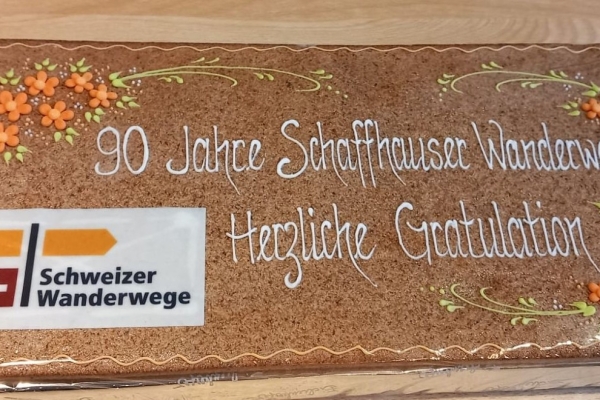 90 Jahre Schaffhauser Wanderwe
Herzliche Gratulation
Schweizer
Wanderwege